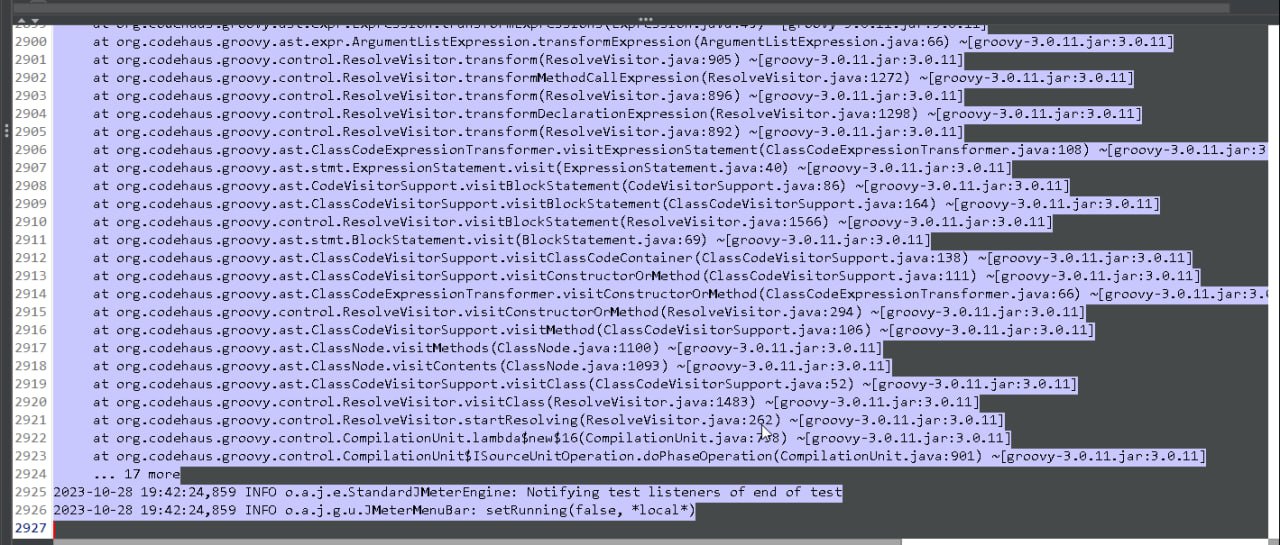 2899 at org.codehaus.groovy.ast.expr.Expression.transformExpressions(Expression.java:45) ~[groovy-3.0.11.jar:3.0.11]
2900 at org.codehaus.groovy.ast.expr.ArgumentListExpression.transformExpression(ArgumentListExpression.java:66) ~[groovy-3.0.11.jar:3.0.11]
2901 at org.codehaus.groovy.control.ResolveVisitor.transform(ResolveVisitor.java:905) ~[groovy-3.0.11.jar:3.0.11]
2902 at org.codehaus.groovy.control.ResolveVisitor.transformMethodCallExpression(ResolveVisitor.java:1272) ~[groovy-3.0.11.jar:3.0.11]
2903 at org.codehaus.groovy.control.ResolveVisitor.transform(ResolveVisitor.java:896) ~[groovy-3.0.11.jar:3.0.11]
2904 at org.codehaus.groovy.control.ResolveVisitor.transformDeclarationExpression(ResolveVisitor.java:1298) ~[groovy-3.0.11.jar:3.0.11]
2905 at org.codehaus.groovy.control.ResolveVisitor.transform(ResolveVisitor.java:892) ~[groovy-3.0.11.jar:3.0.11]
2906 at org.codehaus.groovy.ast.ClassCodeExpressionTransformer.visitExpressionStatement(ClassCodeExpressionTransformer.java:108) ~[groovy-3.0.11.jar:3
2907 at org.codehaus.groovy.ast.stmt.ExpressionStatement.visit(ExpressionStatement.java:40) ~[groovy-3.0.11.jar:3.0.11]
2908 at org.codehaus.groovy.ast.CodeVisitorSupport.visitBlockStatement(CodeVisitorSupport.java:86) ~[groovy-3.0.11.jar:3.0.11]
2909 at org.codehaus.groovy.ast.ClassCodeVisitorSupport.visitBlockStatement(ClassCodeVisitorSupport.java:164) ~[groovy-3.0.11.jar:3.0.11]
2910 at org.codehaus.groovy.control.ResolveVisitor.visitBlockStatement(ResolveVisitor.java:1566) ~[groovy-3.0.11.jar:3.0.11]
2911 at org.codehaus.groovy.ast.stmt.BlockStatement.visit(BlockStatement.java:69) ~[groovy-3.0.11.jar:3.0.11]
2912 at org.codehaus.groovy.ast.ClassCodeVisitorSupport.visitClassCodeContainer(ClassCodeVisitorSupport.java:138) ~[groovy-3.0.11.jar:3.0.11]
2913 at org.codehaus.groovy.ast.ClassCodeVisitorSupport.visitConstructorOrMethod(ClassCodeVisitorSupport.java:111) ~[groovy-3.0.11.jar:3.0.11]
2914 at org.codehaus.groovy.ast.ClassCodeExpressionTransformer.visitConstructorOrMethod(ClassCodeExpressionTransformer.java:66) ~[groovy-3.0.11.jar:3.0.
2915 at org.codehaus.groovy.control.ResolveVisitor.visitConstructorOrMethod(ResolveVisitor.java:294) ~[groovy-3.0.11.jar:3.0.11]
2916 at org.codehaus.groovy.ast.ClassCodeVisitorSupport.visitMethod(ClassCodeVisitorSupport.java:106) ~[groovy-3.0.11.jar:3.0.11]
2917 at org.codehaus.groovy.ast.ClassNode.visitMethods(ClassNode.java:1100) ~[groovy-3.0.11.jar:3.0.11]
2918 at org.codehaus.groovy.ast.ClassNode.visitContents(ClassNode.java:1093) ~[groovy-3.0.11.jar:3.0.11]
2919 at org.codehaus.groovy.ast.ClassCodeVisitorSupport.visitClass(ClassCodeVisitorSupport.java:52) ~[groovy-3.0.11.jar:3.0.11]
2920 at org.codehaus.groovy.control.ResolveVisitor.visitClass(ResolveVisitor.java:1483) ~[groovy-3.0.11.jar:3.0.11]
2921 at org.codehaus.groovy.control.ResolveVisitor.startResolving(ResolveVisitor.java:262) ~[groovy-3.0.11.jar:3.0.11]
2922 at org.codehaus.groovy.control.CompilationUnit.lambda$new$16(CompilationUnit.java: ) ~[groovy-3.0.11.jar:3.0.11]
2923 at org.codehaus.groovy.control.CompilationUnit$ISourceUnitOperation.doPhaseOperation(CompilationUnit.java:901) ~[groovy-3.0.11.jar:3.0.11]
2924 ... 17 more
2925 2023-10-28 19:42:24,859 INFO o.a.j.e.StandardJMeterEngine: Notifying test listeners of end of test
2926 2023-10-28 19:42:24,859 INFO o.a.j.g.u.JMeterMenuBar: setRunning(false, *local*)
2927